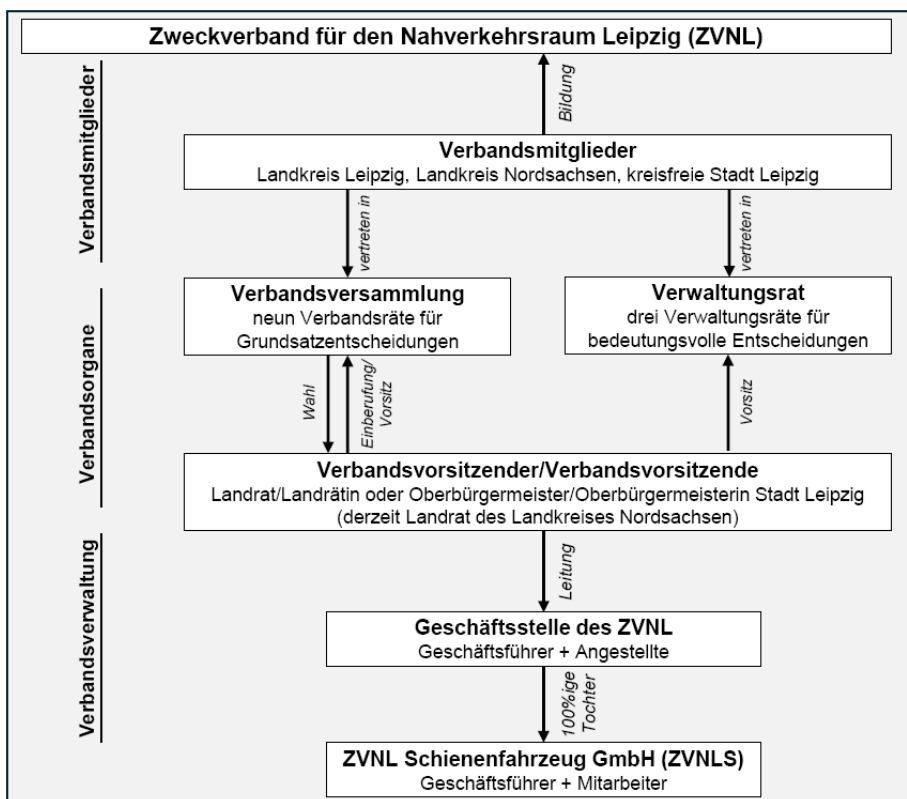 Zweckverband für den Nahverkehrsraum Leipzig (ZVNL)
Verbandsmitglieder
Bildung
Verbandsmitglieder
Landkreis Leipzig, Landkreis Nordsachsen, kreisfreie Stadt Leipzig
vertreten in
vertreten in
Verbandsorgane
Verbandsversammlung
neun Verbandsräte für
Grundsatzentscheidungen
Verwaltungsrat
drei Verwaltungsräte für
bedeutungsvolle Entscheidungen
Wahl
Einberufung/
Vorsitz
Vorsitz
Verbandsvorsitzender/Verbandsvorsitzende
Landrat/Landrätin oder Oberbürgermeister/Oberbürgermeisterin Stadt Leipzig
(derzeit Landrat des Landkreises Nordsachsen)
Verbandsverwaltung
Leitung
Geschäftsstelle des ZVNL
Geschäftsführer + Angestellte
100%ige
Tochter
ZVNL Schienenfahrzeug GmbH (ZVNLS)
Geschäftsführer + Mitarbeiter